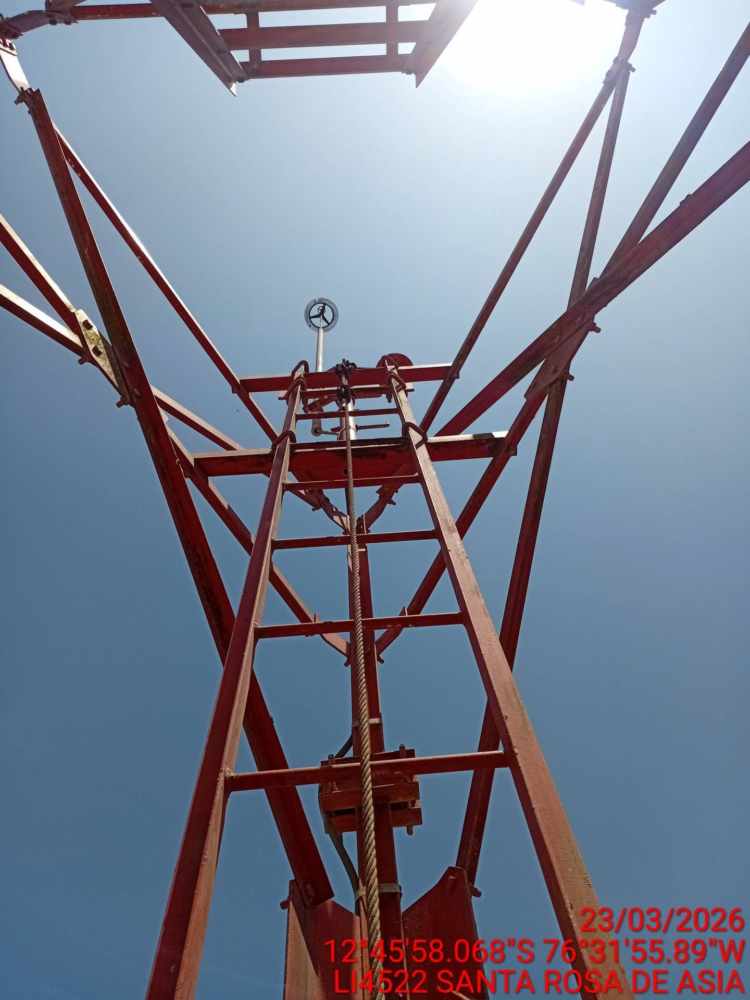 23/03/2026
12°45'58.068"S 76°31'55.89"W
LI4522 SANTA ROSA DE ASIA